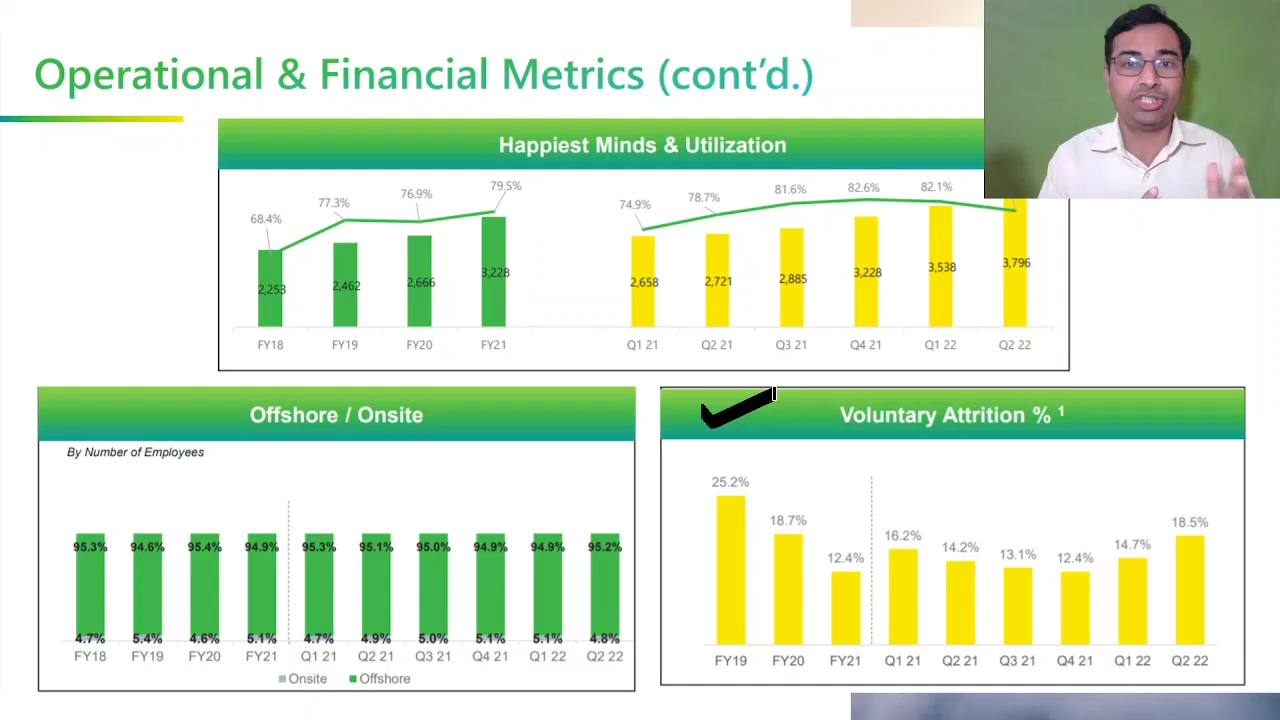 Operational & Financial Metrics (cont'd.)
Happiest Minds & Utilization
68.4% 77.3% 76.9% 79.5% 74.9% 78.7% 81.6% 82.6% 82.1%
2,253 2,462 2,666 3,228 2,658 2,721 2,885 3,228 3,538 3,796
FY18 FY19 FY20 FY21 Q1 21 Q2 21 Q3 21 Q4 21 Q1 22 Q2 22
Offshore / Onsite
By Number of Employees
95.3% 94.6% 95.4% 94.9% 95.3% 95.1% 95.0% 94.9% 94.9% 95.2%
4.7% 5.4% 4.6% 5.1% 4.7% 4.9% 5.0% 5.1% 5.1% 4.8%
FY18 FY19 FY20 FY21 Q1 21 Q2 21 Q3 21 Q4 21 Q1 22 Q2 22
Onsite Offshore
Voluntary Attrition % 1
25.2% 18.7% 12.4% 16.2% 14.2% 13.1% 12.4% 14.7% 18.5%
FY19 FY20 FY21 Q1 21 Q2 21 Q3 21 Q4 21 Q1 22 Q2 22